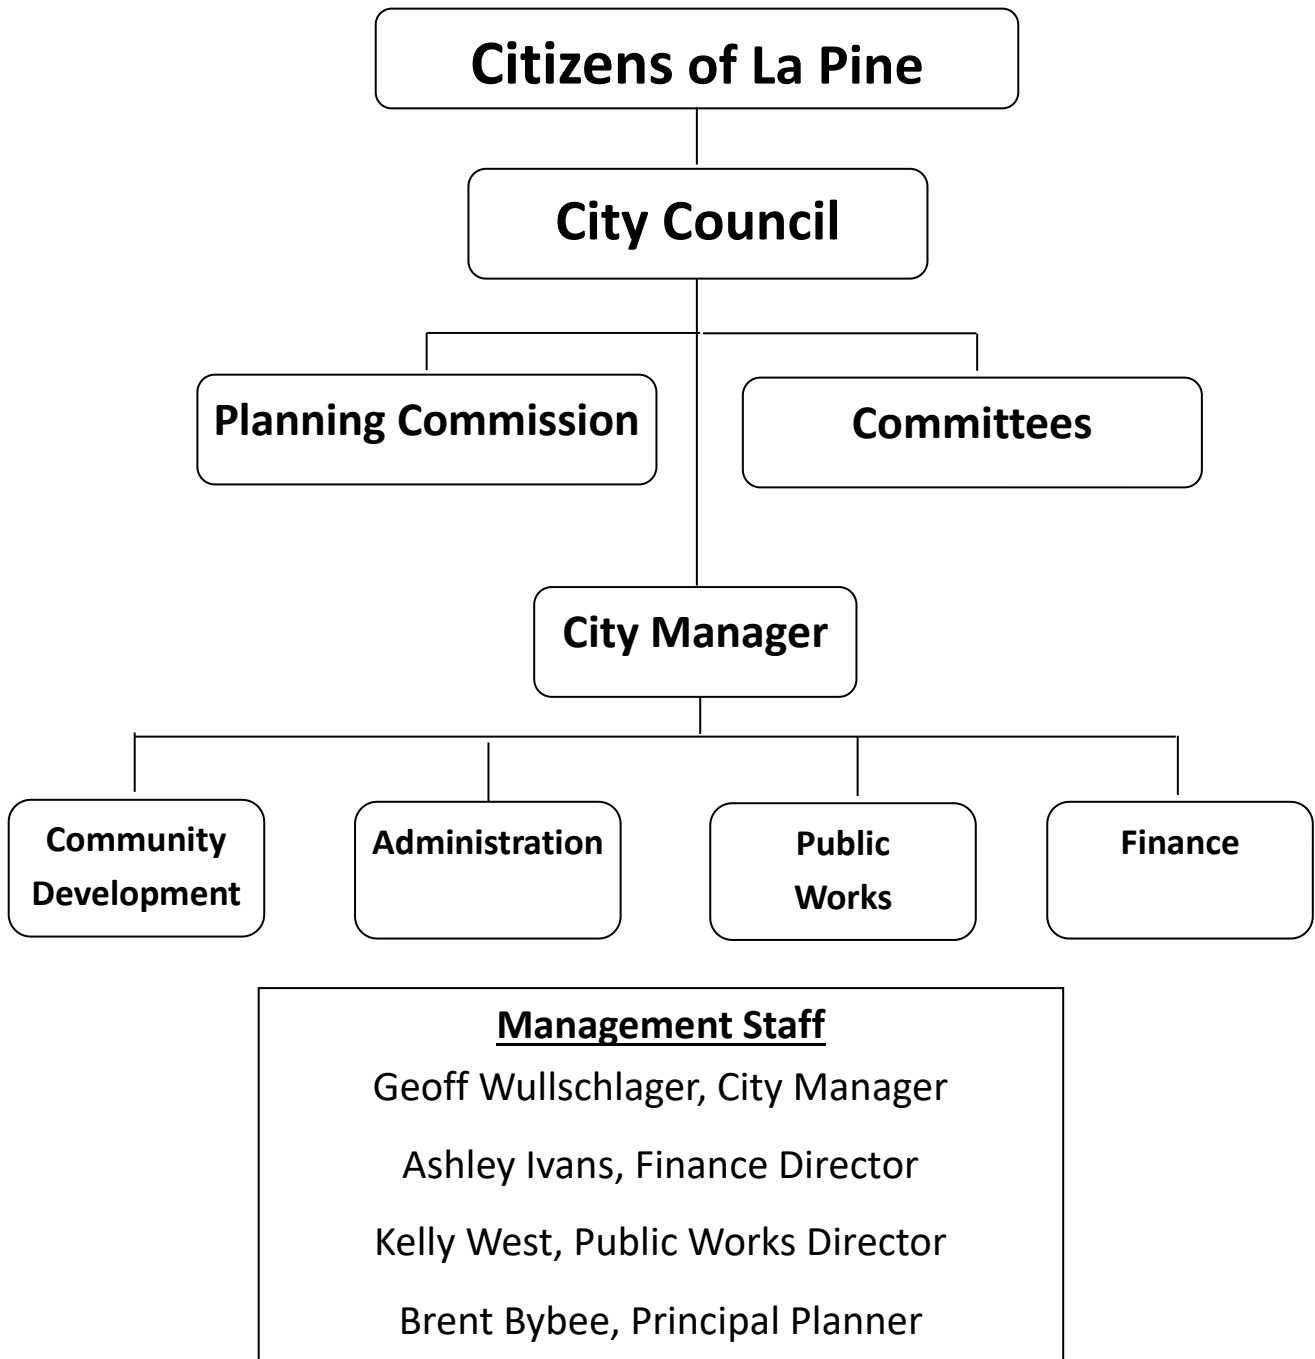 Citizens of La Pine
City Council
Planning Commission
Committees
City Manager
Community
Development
Administration
Public
Works
Finance
Management Staff
Geoff Wullschlager, City Manager
Ashley Ivans, Finance Director
Kelly West, Public Works Director
Brent Bybee, Principal Planner